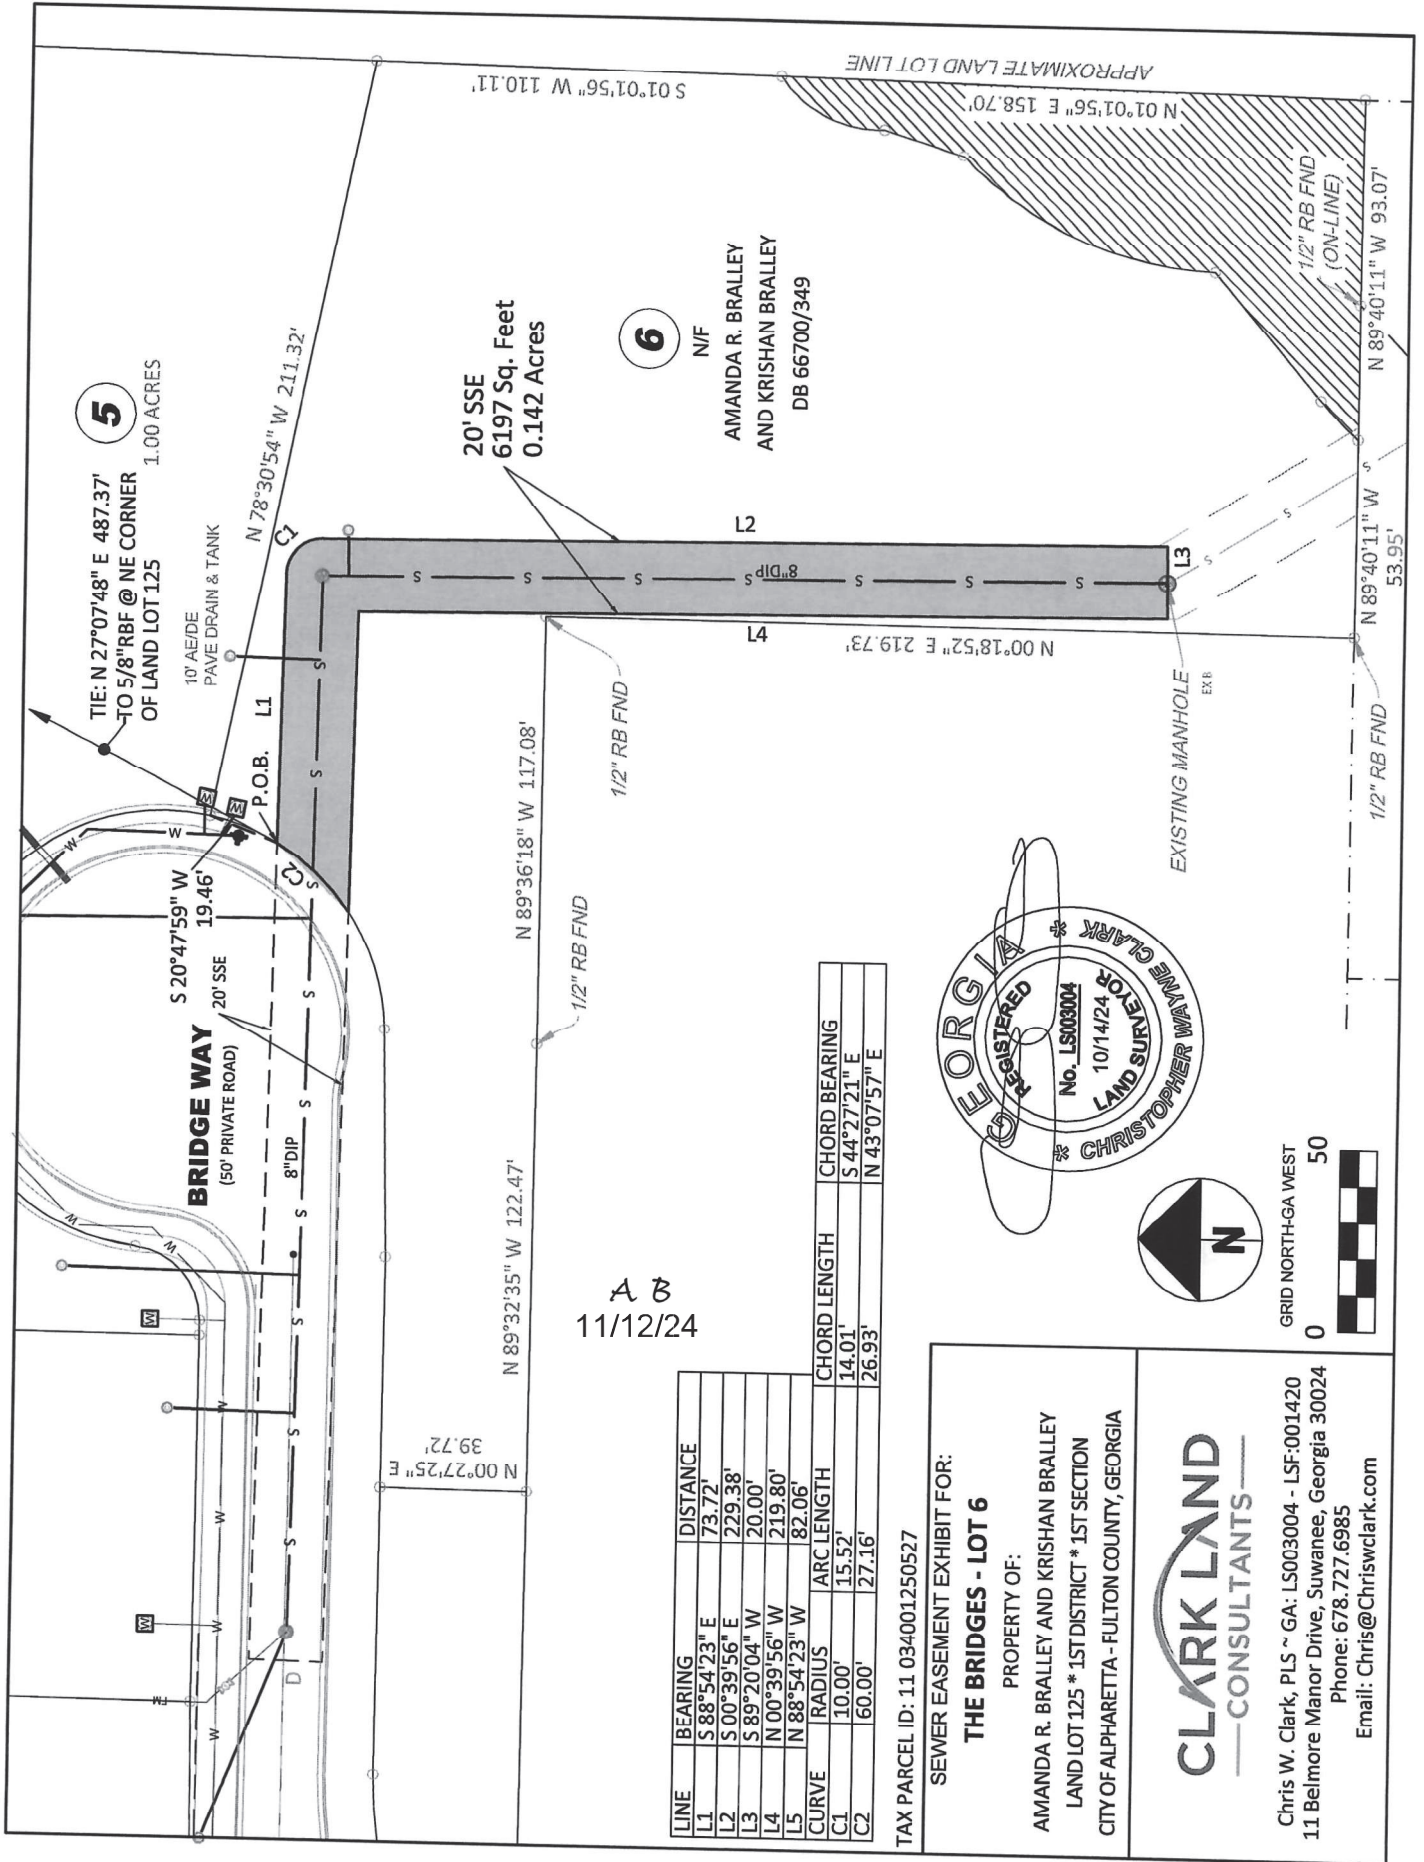 5
1.00 ACRES
TIE: N 27°07'48" E 487.37'
TO 5/8"RBF @ NE CORNER
OF LAND LOT 125
10' AE/DE
PAVE DRAIN & TANK
N 78°30'54" W 211.32'
S 01°01'56" W 110.11'
APPROXIMATE LAND LOT LINE
N 01°01'56" E 158.70'
1/2" RB FND
(ON-LINE)
N 89°40'11" W 93.07'
N 89°40'11" W
53.95'
20' SSE
6197 Sq. Feet
0.142 Acres
6
N/F
AMANDA R. BRALLEY
AND KRISHAN BRALLEY
DB 66700/349
C1
L1
P.O.B.
C2
L2
L3
L4
8"DIP
N 00°18'52" E 219.73'
EXISTING MANHOLE
EX B
1/2" RB FND
1/2" RB FND
1/2" RB FND
N 89°36'18" W 117.08'
S 20°47'59" W
19.46'
20' SSE
BRIDGE WAY
(50' PRIVATE ROAD)
8"DIP
N 89°32'35" W 122.47'
N 00°27'25" E
39.72'
A B
11/12/24
LINE BEARING DISTANCE
L1 S 88°54'23" E 73.72'
L2 S 00°39'56" E 229.38'
L3 S 89°20'04" W 20.00'
L4 N 00°39'56" W 219.80'
L5 N 88°54'23" W 82.06'
CURVE RADIUS ARC LENGTH CHORD LENGTH CHORD BEARING
C1 10.00' 15.52' 14.01' S 44°27'21" E
C2 60.00' 27.16' 26.93' N 43°07'57" E
TAX PARCEL ID: 11 034001250527
SEWER EASEMENT EXHIBIT FOR:
THE BRIDGES - LOT 6
PROPERTY OF:
AMANDA R. BRALLEY AND KRISHAN BRALLEY
LAND LOT 125 * 1ST DISTRICT * 1ST SECTION
CITY OF ALPHARETTA - FULTON COUNTY, GEORGIA
CLARK LAND
CONSULTANTS
Chris W. Clark, PLS ~ GA: LS003004 - LSF:001420
11 Belmore Manor Drive, Suwanee, Georgia 30024
Phone: 678.727.6985
Email: Chris@Chriswclark.com
GEORGIA
REGISTERED
No. LS003004
10/14/24
LAND SURVEYOR
* CHRISTOPHER WAYNE CLARK *
N
GRID NORTH-GA WEST
0 50